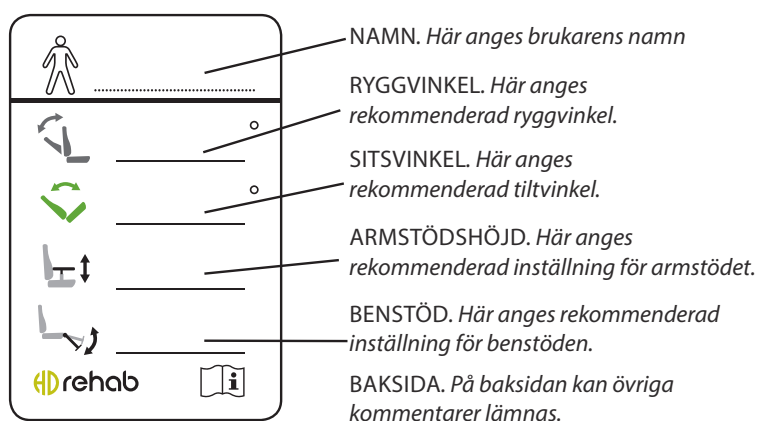 NAMN. Här anges brukarens namn
RYGGVINKEL. Här anges
rekommenderad ryggvinkel.
SITSVINKEL. Här anges
rekommenderad tiltvinkel.
ARMSTÖDSHÖJD. Här anges
rekommenderad inställning för armstödet.
BENSTÖD. Här anges rekommenderad
inställning för benstöden.
BAKSIDA. På baksidan kan övriga
kommentarer lämnas.
°
°
HD rehab
i